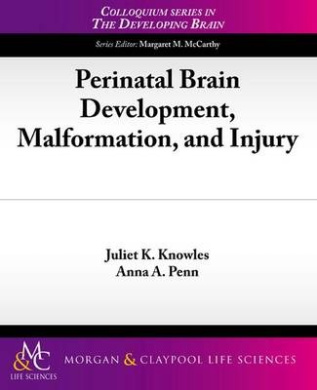 COLLOQUIUM SERIES IN
THE DEVELOPING BRAIN
Series Editor: Margaret M. McCarthy
Perinatal Brain
Development,
Malformation, and Injury
Juliet K. Knowles
Anna A. Penn
M&C
LIFE SCIENCES
MORGAN & CLAYPOOL LIFE SCIENCES